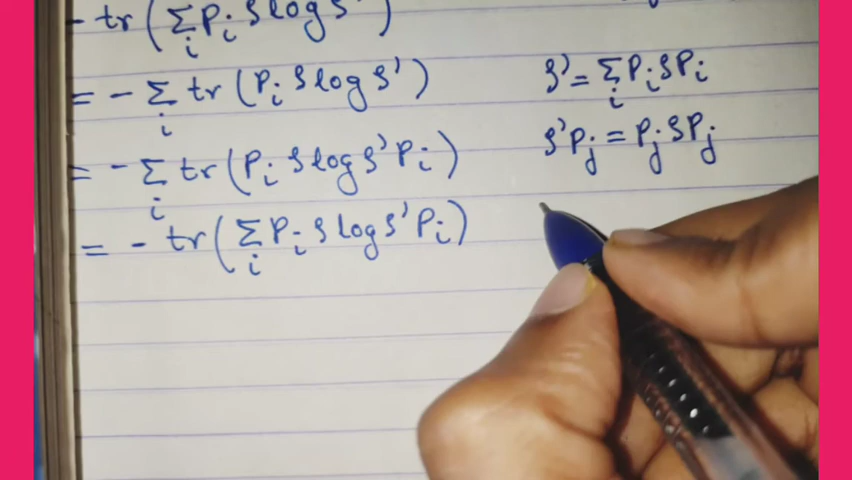 - tr(Σ_i P_i ρ log ρ')
= - Σ_i tr(P_i ρ log ρ')
= - Σ_i tr(P_i ρ log ρ' P_i)
= - tr(Σ_i P_i ρ log ρ' P_i)
ρ' = Σ_i P_i ρ P_i
ρ' P_j = P_j ρ P_j